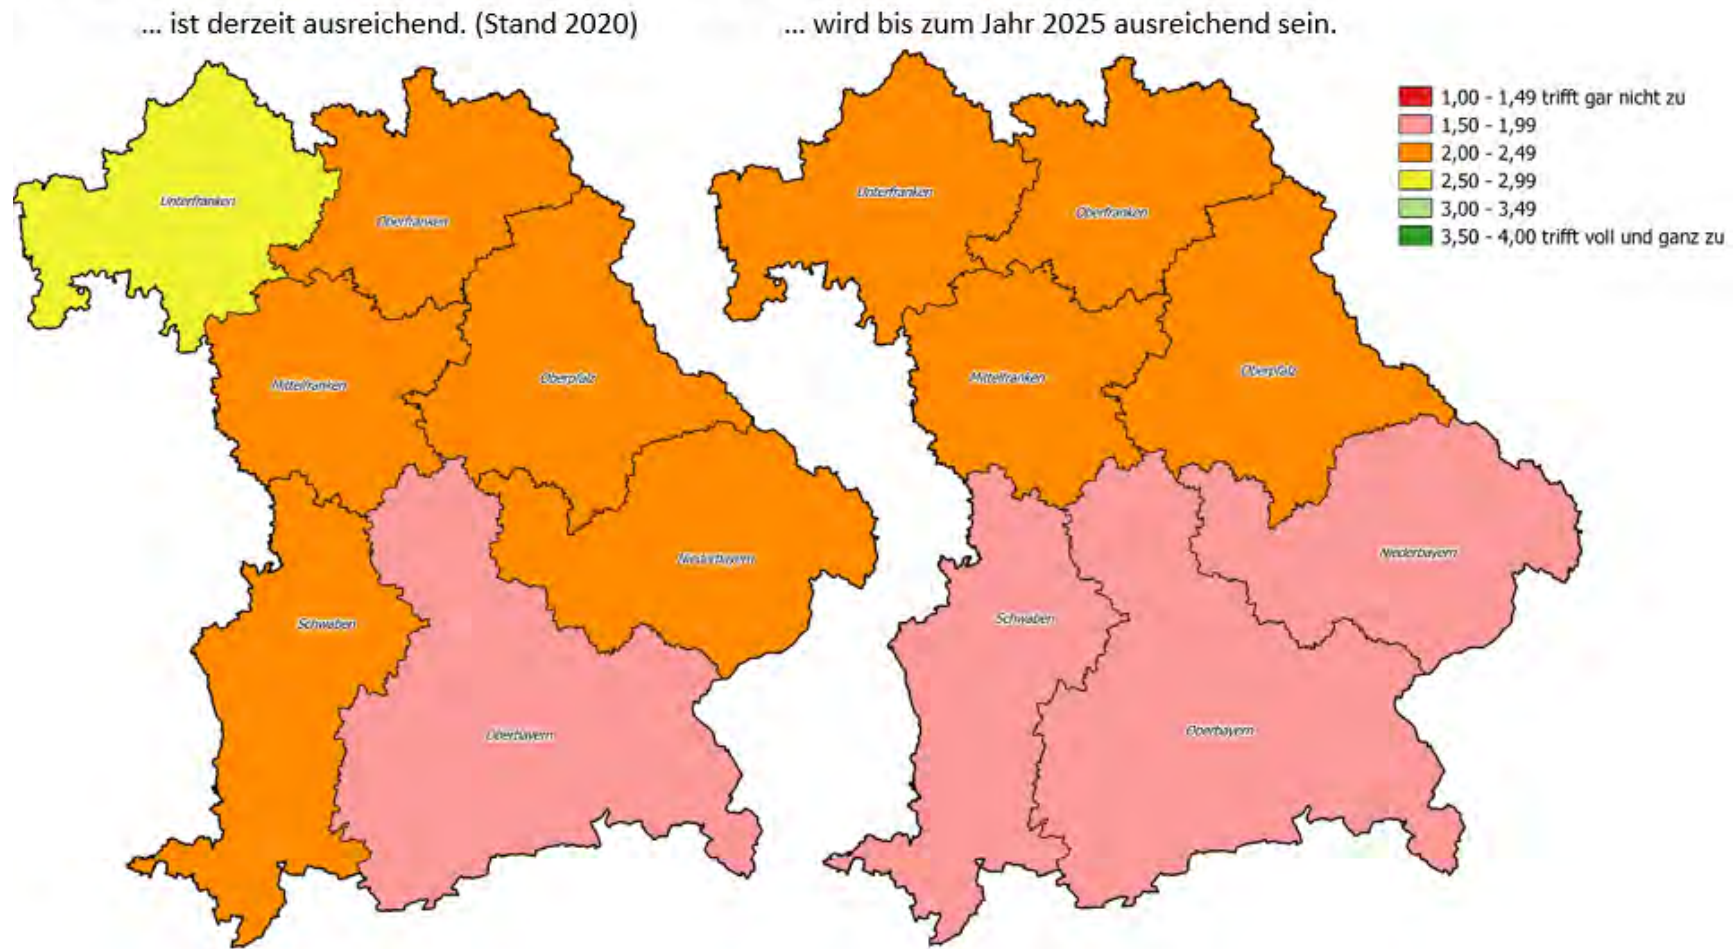 ... ist derzeit ausreichend. (Stand 2020)
... wird bis zum Jahr 2025 ausreichend sein.
1,00 - 1,49 trifft gar nicht zu
1,50 - 1,99
2,00 - 2,49
2,50 - 2,99
3,00 - 3,49
3,50 - 4,00 trifft voll und ganz zu
Unterfranken
Oberfranken
Mittelfranken
Oberpfalz
Niederbayern
Schwaben
Oberbayern
Unterfranken
Oberfranken
Mittelfranken
Oberpfalz
Niederbayern
Schwaben
Oberbayern